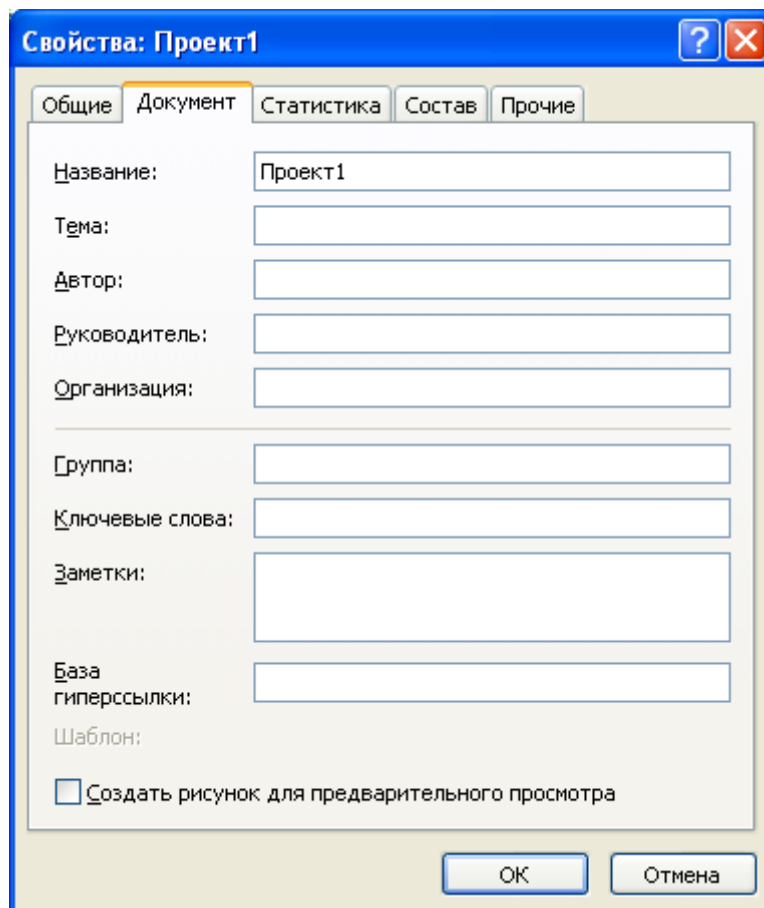 Свойства: Проект1
?
Общие Документ Статистика Состав Прочие
Название: Проект1
Тема:
Автор:
Руководитель:
Организация:
Группа:
Ключевые слова:
Заметки:
База
гиперссылки:
Шаблон:
Создать рисунок для предварительного просмотра
ОК Отмена